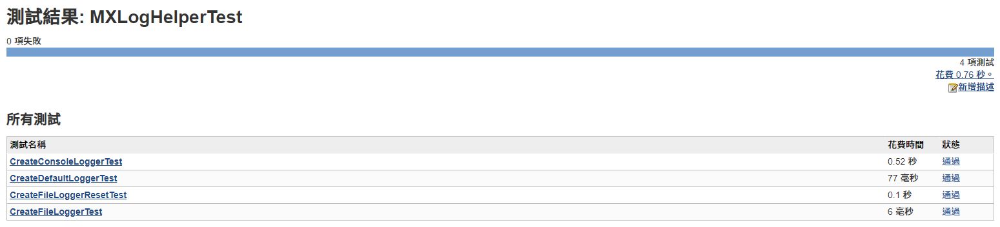 測試結果: MXLogHelperTest
0 項失敗
4 項測試
花費 0.76 秒。
新增描述
所有測試
測試名稱 花費時間 狀態
CreateConsoleLoggerTest 0.52 秒 通過
CreateDefaultLoggerTest 77 毫秒 通過
CreateFileLoggerResetTest 0.1 秒 通過
CreateFileLoggerTest 6 毫秒 通過